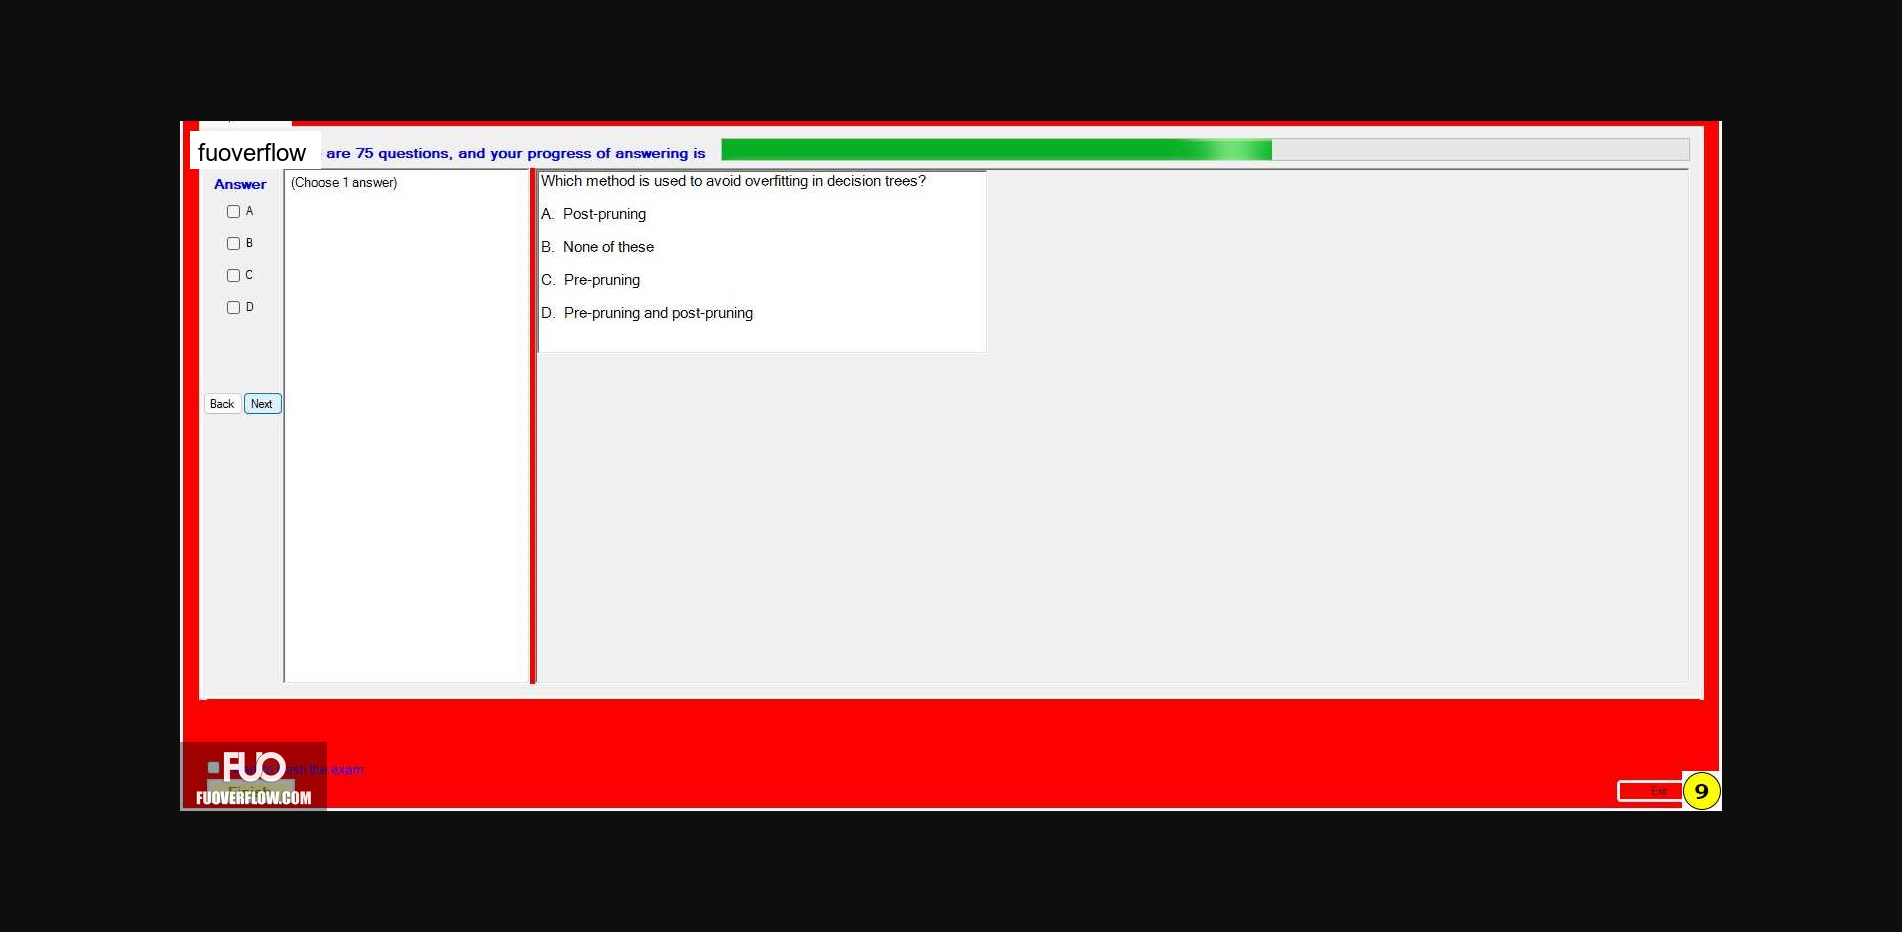 fuoverflow are 75 questions, and your progress of answering is
Answer
(Choose 1 answer)
A
B
C
D
Back Next
Which method is used to avoid overfitting in decision trees?
A. Post-pruning
B. None of these
C. Pre-pruning
D. Pre-pruning and post-pruning
FUO
the exam
Finish
FUOVERFLOW.COM
Exit
9